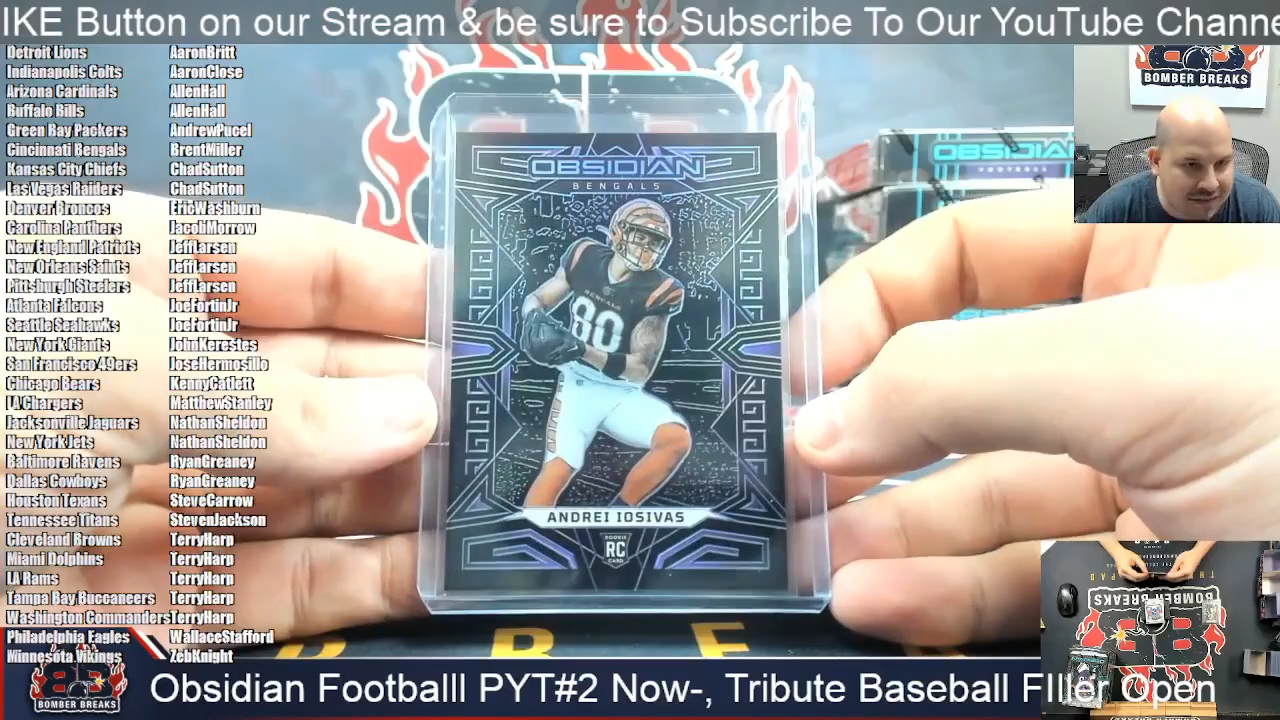 IKE Button on our Stream & be sure to Subscribe To Our YouTube Channe
Detroit Lions AaronBritt
Indianapolis Colts AaronClose
Arizona Cardinals AllenHall
Buffalo Bills AllenHall
Green Bay Packers AndrewPucel
Cincinnati Bengals BrentMiller
Kansas City Chiefs ChadSutton
Las Vegas Raiders ChadSutton
Denver Broncos EricWashburn
Carolina Panthers JacobMorrow
New England Patriots JeffLarsen
New Orleans Saints JeffLarsen
Pittsburgh Steelers JeffLarsen
Atlanta Falcons JoeFortinJr
Seattle Seahawks JoeFortinJr
New York Giants JohnKerestes
San Francisco 49ers JoseHermosillo
Chicago Bears KennyCatlett
LA Chargers MatthewStanley
Jacksonville Jaguars NathanSheldon
New York Jets NathanSheldon
Baltimore Ravens RyanGreaney
Dallas Cowboys RyanGreaney
Houston Texans SteveCarrow
Tennessee Titans StevenJackson
Cleveland Browns TerryHarp
Miami Dolphins TerryHarp
LA Rams TerryHarp
Tampa Bay Buccaneers TerryHarp
Washington Commanders TerryHarp
Philadelphia Eagles WallaceStafford
Minnesota Vikings ZebKnight
OBSIDIAN
BENGALS
BENGALS
80
ANDREI IOSIVAS
ROOKIE
RC
CARD
OBSIDIAN
FOOTBALL
BOMBER BREAKS
BOMBER BREAKS
BOMBER BREAKS
Obsidian Footballl PYT#2 Now-, Tribute Baseball FIller Open